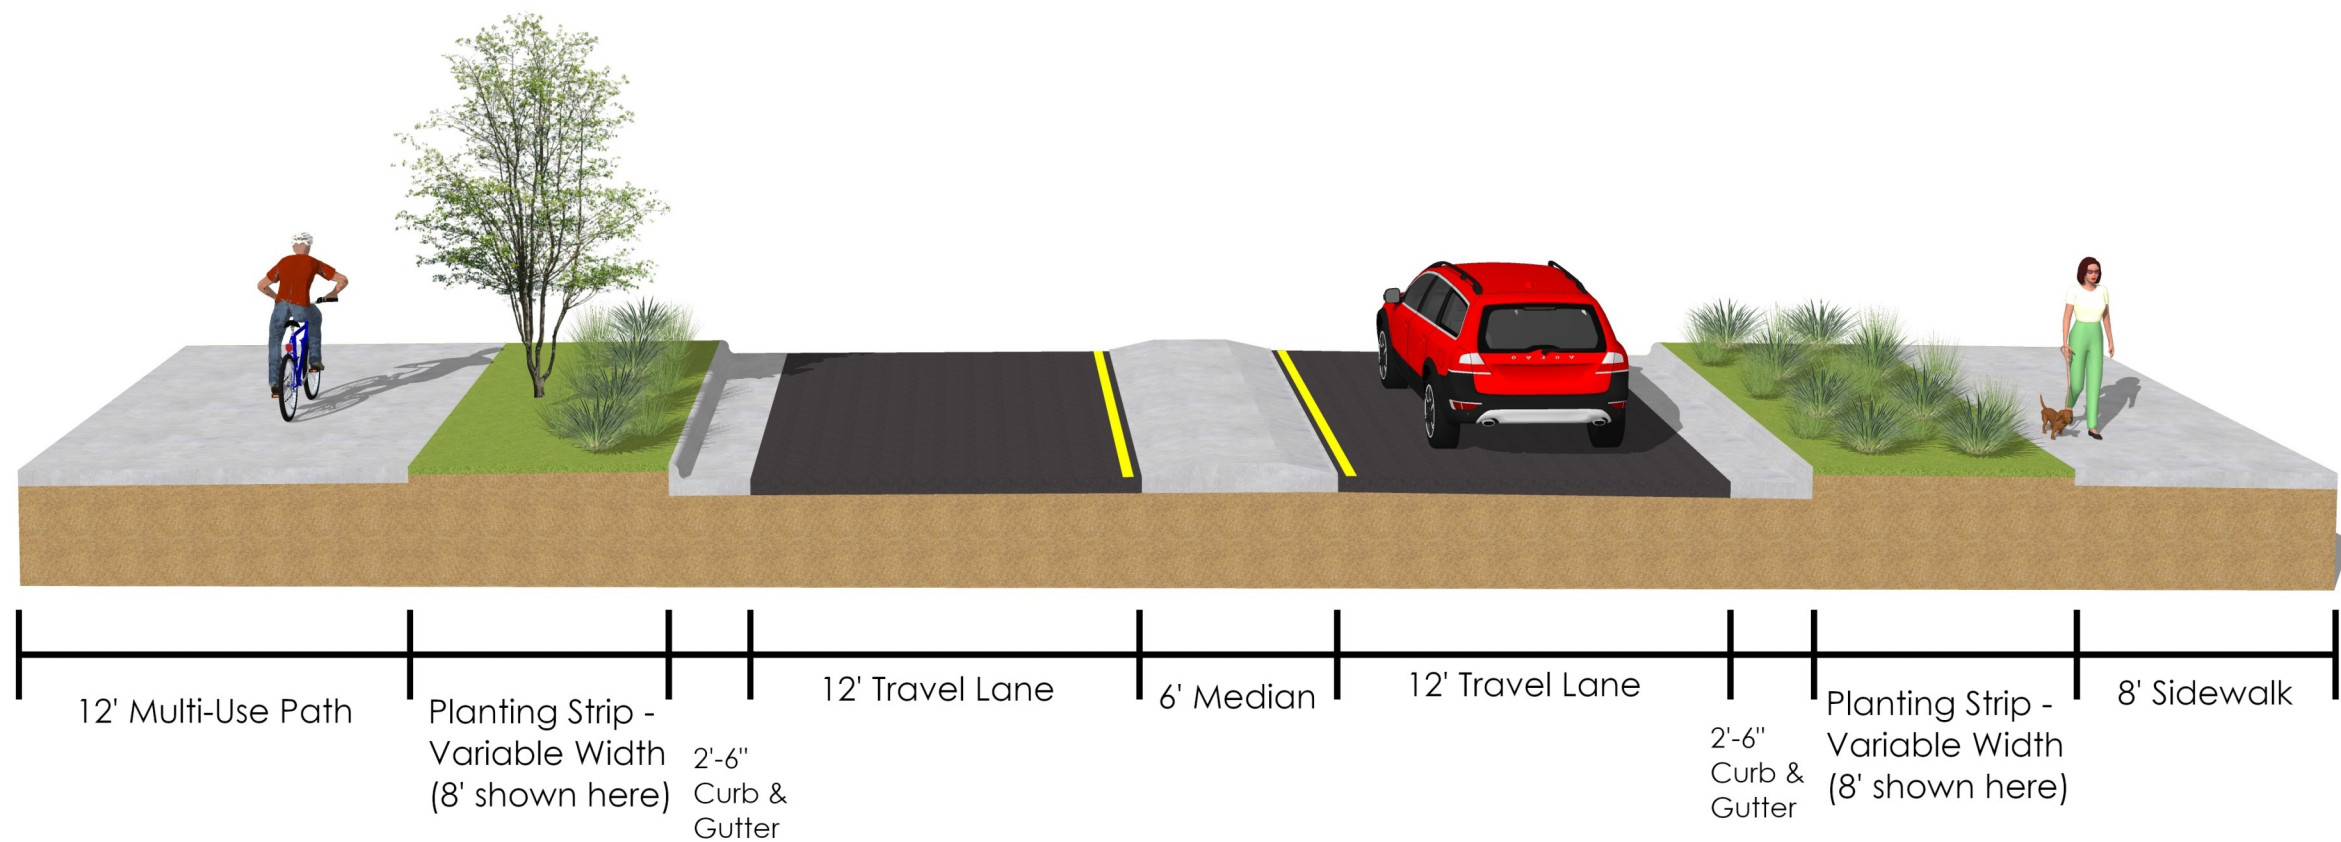 12' Multi-Use Path
Planting Strip -
Variable Width
(8' shown here)
2'-6"
Curb &
Gutter
12' Travel Lane
6' Median
12' Travel Lane
2'-6"
Curb &
Gutter
Planting Strip -
Variable Width
(8' shown here)
8' Sidewalk